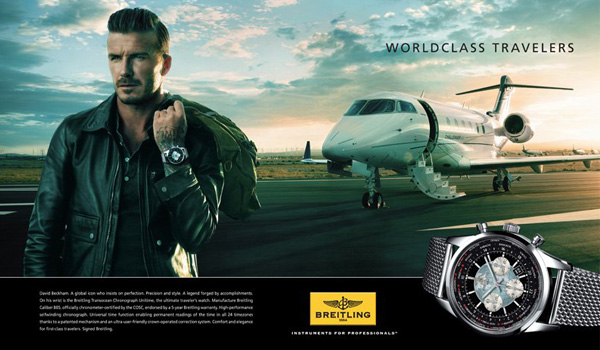 WORLDCLASS TRAVELERS
David Beckham. A global icon who insists on perfection. Precision and style. A legend forged by accomplishments.
On his wrist is the Breitling Transocean Chronograph Unitime, the ultimate traveler's watch. Manufacture Breitling
Caliber B05, officially chronometer-certified by the COSC, endorsed by a 5-year Breitling warranty. High-performance
selfwinding chronograph. Universal time function enabling permanent readings of the time in all 24 timezones
thanks to a patented mechanism and an ultra-user-friendly crown-operated correction system. Comfort and elegance
for first-class travelers. Signed Breitling.
BREITLING
1884
INSTRUMENTS FOR PROFESSIONALS™